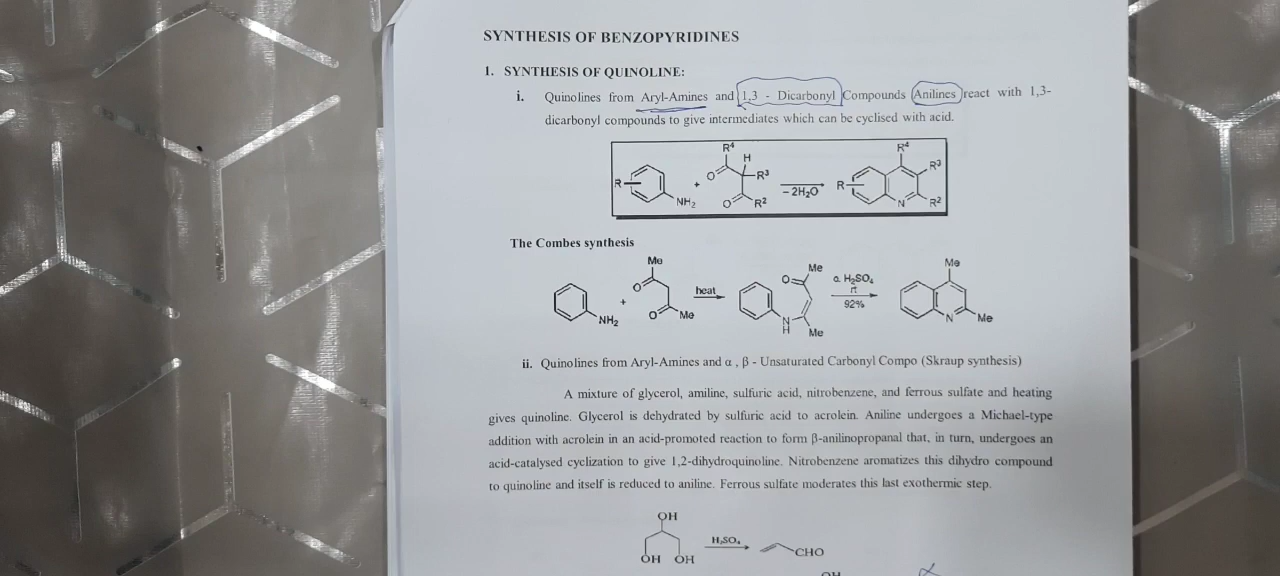 SYNTHESIS OF BENZOPYRIDINES
1. SYNTHESIS OF QUINOLINE:
i. Quinolines from Aryl-Amines and 1,3 - Dicarbonyl Compounds Anilines react with 1,3-
dicarbonyl compounds to give intermediates which can be cyclised with acid.
R⁴ H O R³ O R²
R NH₂ + - 2H₂O R R⁴ R³ N R²
The Combes synthesis
Me O O Me
NH₂ + heat O Me N H Me
c. H₂SO₄
rt
92%
Me N Me
ii. Quinolines from Aryl-Amines and α , β - Unsaturated Carbonyl Compo (Skraup synthesis)
A mixture of glycerol, amiline, sulfuric acid, nitrobenzene, and ferrous sulfate and heating
gives quinoline. Glycerol is dehydrated by sulfuric acid to acrolein. Aniline undergoes a Michael-type
addition with acrolein in an acid-promoted reaction to form β-anilinopropanal that, in turn, undergoes an
acid-catalysed cyclization to give 1,2-dihydroquinoline. Nitrobenzene aromatizes this dihydro compound
to quinoline and itself is reduced to aniline. Ferrous sulfate moderates this last exothermic step.
OH
OH OH H₂SO₄ CHO
OH